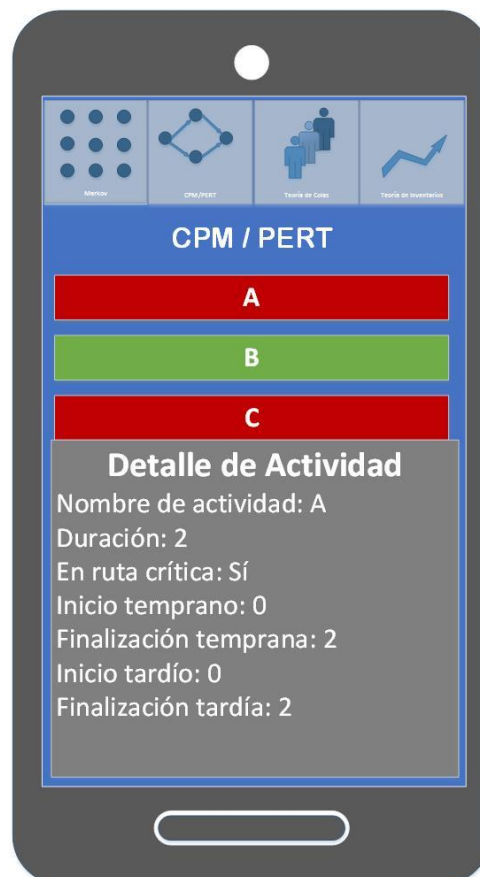 Markov
CPM/PERT
Teoría de Colas
Teoría de Inventarios
CPM / PERT
A
B
C
Detalle de Actividad
Nombre de actividad: A
Duración: 2
En ruta crítica: Sí
Inicio temprano: 0
Finalización temprana: 2
Inicio tardío: 0
Finalización tardía: 2